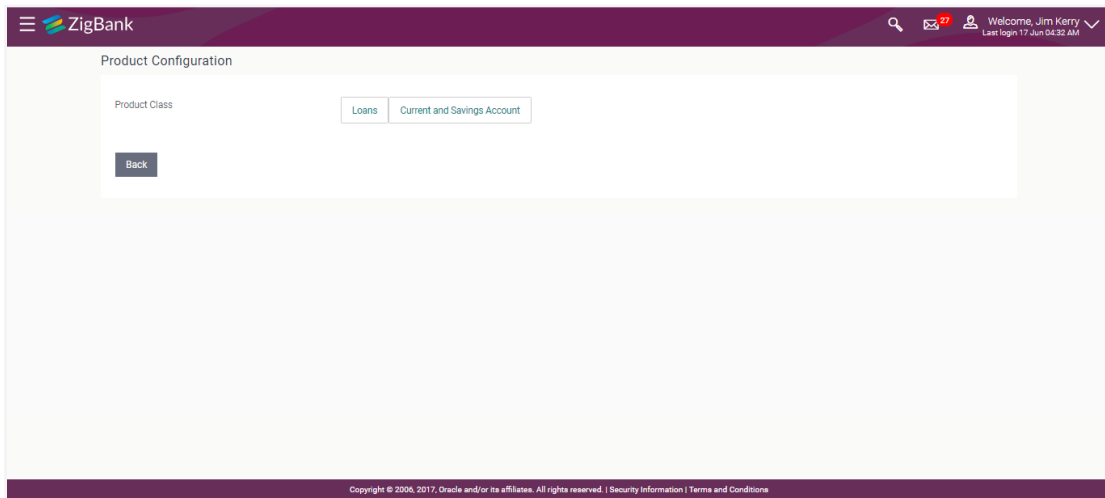 ZigBank
27
Welcome, Jim Kerry
Last login 17 Jun 04:32 AM
Product Configuration
Product Class
Loans
Current and Savings Account
Back
Copyright © 2006, 2017, Oracle and/or its affiliates. All rights reserved. | Security Information | Terms and Conditions